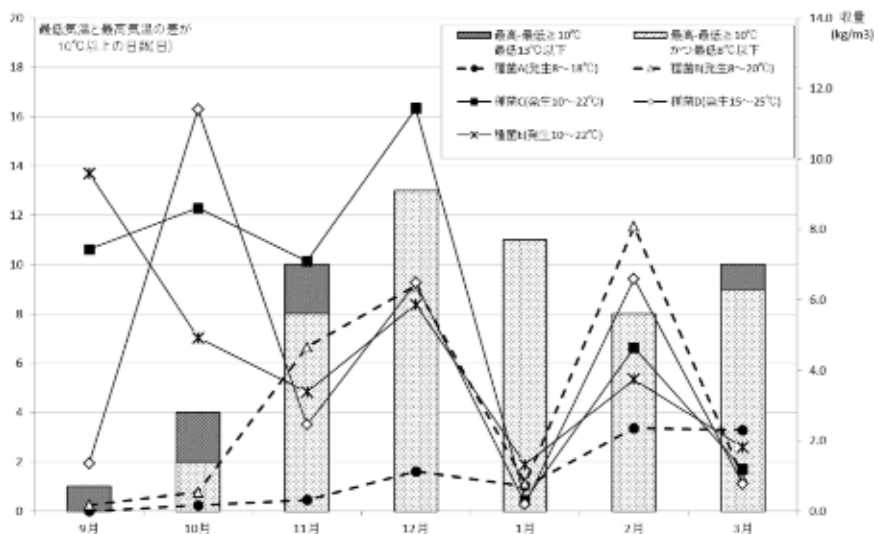 最低気温と最高気温の差が
10℃以上の日数(日)
収量
(kg/m3)
最高-最低≧10℃
最低13℃以下
最高-最低≧10℃
かつ最低8℃以下
種菌A(発生8～18℃)
種菌B(発生8～20℃)
種菌C(発生10～22℃)
種菌D(発生15～25℃)
種菌E(発生10～22℃)
20
18
16
14
12
10
8
6
4
2
0
14.0
12.0
10.0
8.0
6.0
4.0
2.0
0.0
9月 10月 11月 12月 1月 2月 3月